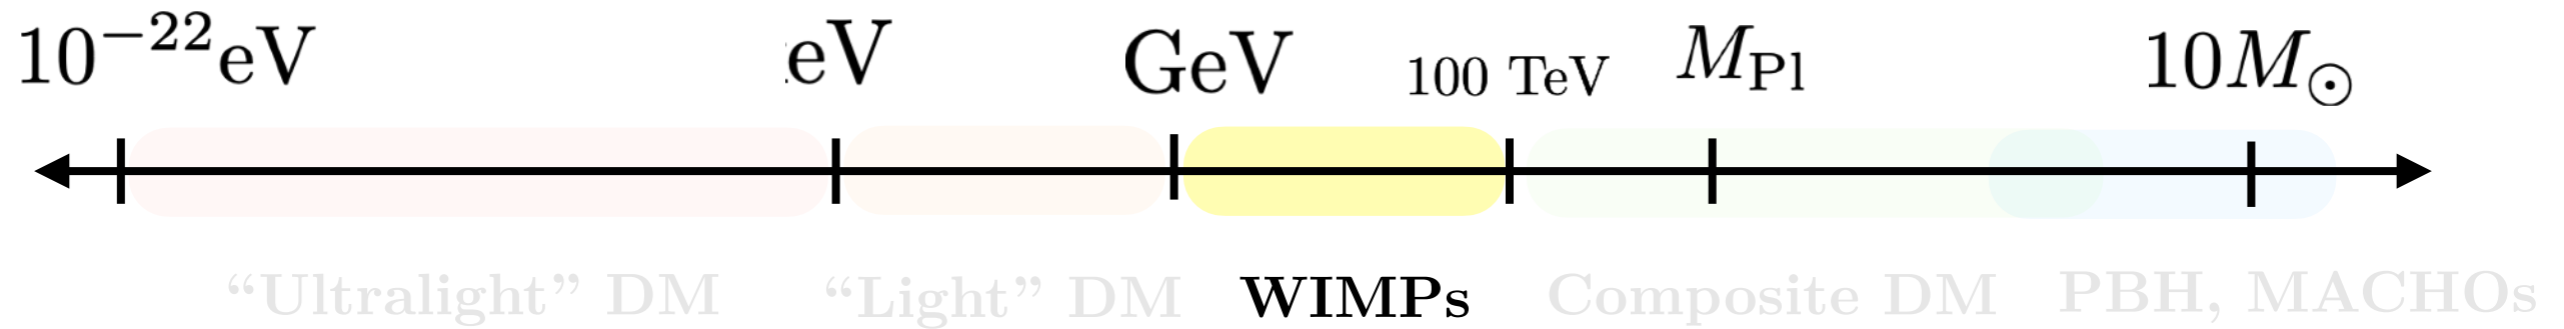 10⁻²²eV eV GeV 100 TeV M_Pl 10M_⊙
“Ultralight” DM “Light” DM WIMPs Composite DM PBH, MACHOs